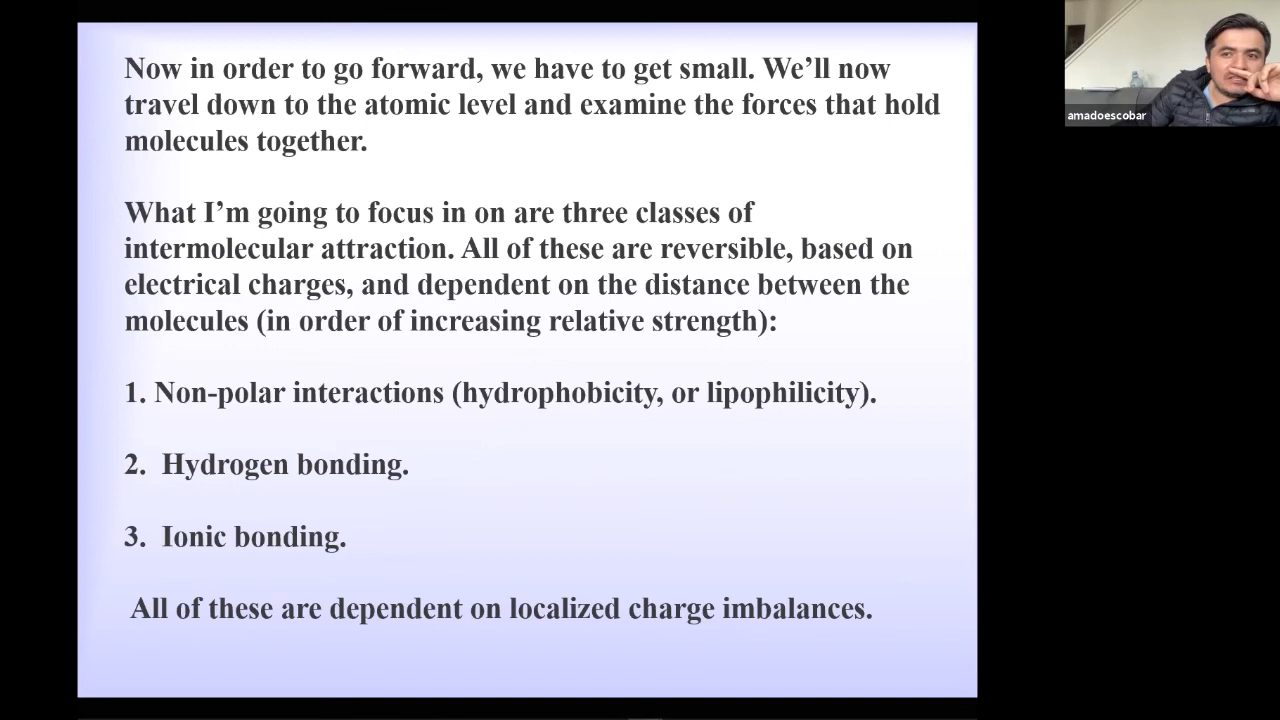 Now in order to go forward, we have to get small. We’ll now
travel down to the atomic level and examine the forces that hold
molecules together.
What I’m going to focus in on are three classes of
intermolecular attraction. All of these are reversible, based on
electrical charges, and dependent on the distance between the
molecules (in order of increasing relative strength):
1. Non-polar interactions (hydrophobicity, or lipophilicity).
2.  Hydrogen bonding.
3.  Ionic bonding.
All of these are dependent on localized charge imbalances.
amadoescobar